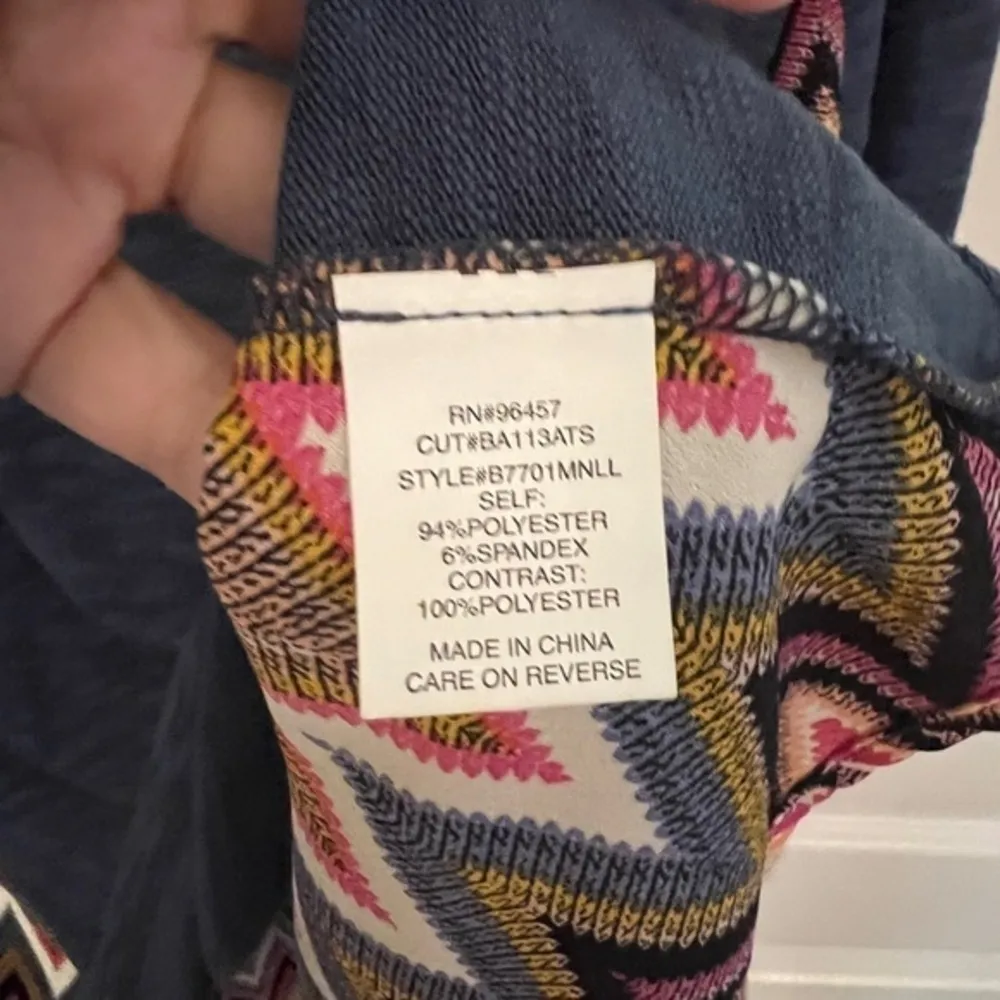 RN#96457
CUT#BA113ATS
STYLE#B7701MNLL
SELF:
94%POLYESTER
6%SPANDEX
CONTRAST:
100%POLYESTER
MADE IN CHINA
CARE ON REVERSE